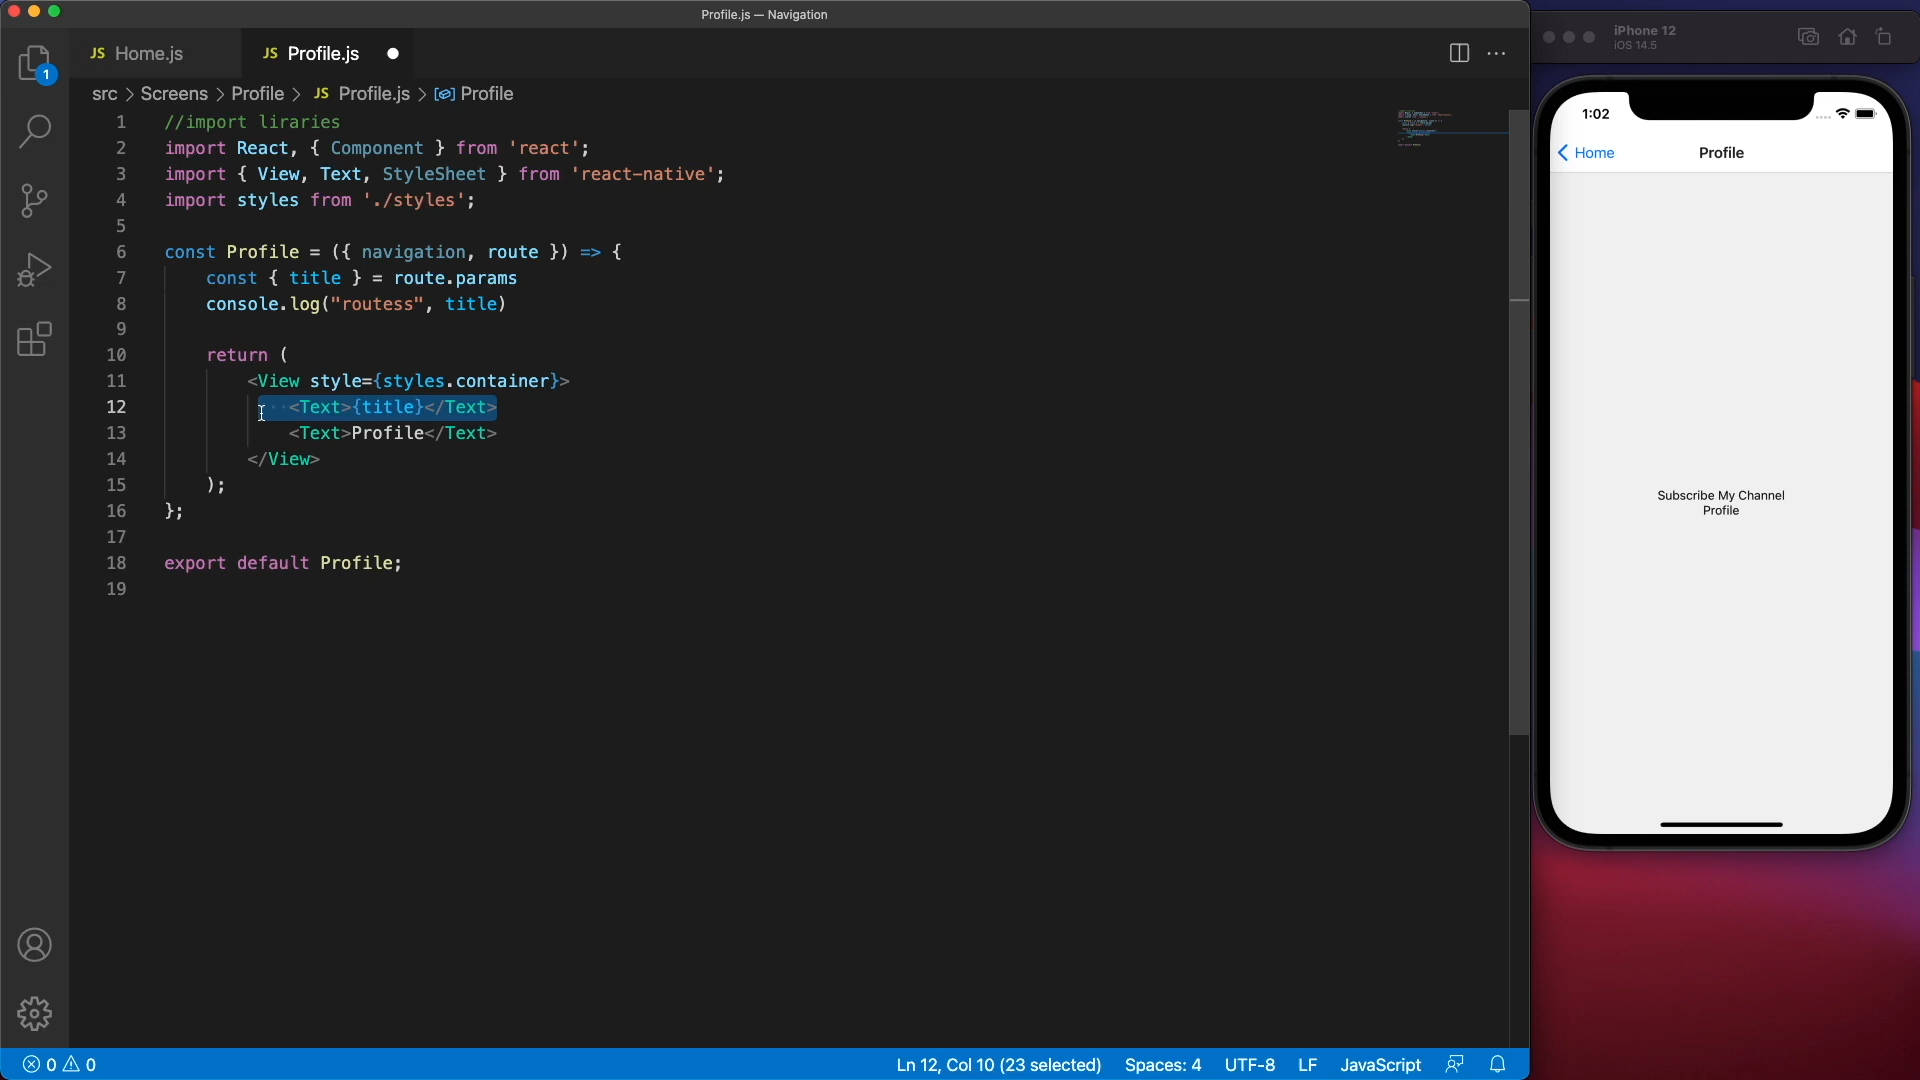 Profile.js — Navigation
JS Home.js
JS Profile.js
1
src > Screens > Profile > JS Profile.js > Profile
1 //import liraries
2 import React, { Component } from 'react';
3 import { View, Text, StyleSheet } from 'react-native';
4 import styles from './styles';
5
6 const Profile = ({ navigation, route }) => {
7 const { title } = route.params
8 console.log("routess", title)
9
10 return (
11 <View style={styles.container}>
12 <Text>{title}</Text>
13 <Text>Profile</Text>
14 </View>
15 );
16 };
17
18 export default Profile;
19
0 0
Ln 12, Col 10 (23 selected) Spaces: 4 UTF-8 LF JavaScript
iPhone 12
iOS 14.5
1:02
Home Profile
Subscribe My Channel
Profile